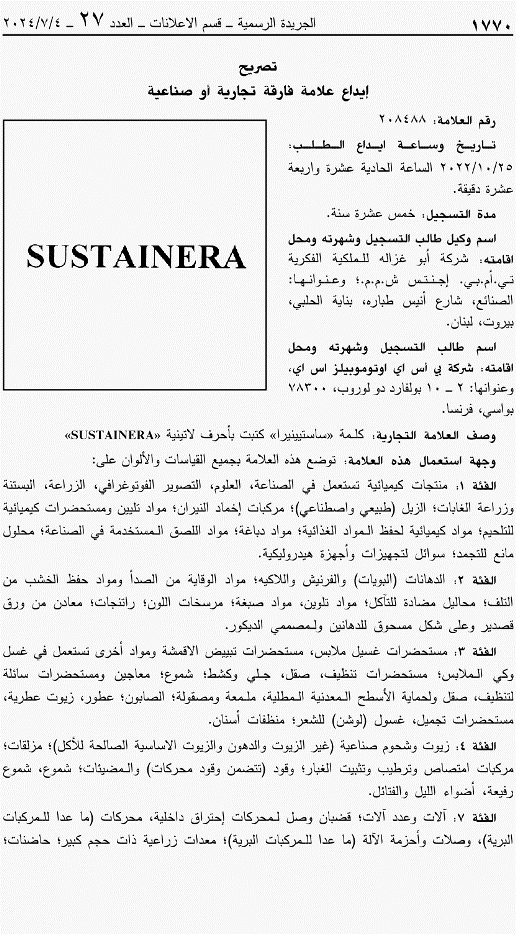 ١٧٧٠
الجريدة الرسمية – قسم الاعلانات – العدد ٢٧ – ٢٠٢٤/٧/٤
تصريح
إيداع علامة فارقة تجارية أو صناعية
رقم العلامة: ٢٠٨٤٨٨
تاريخ وساعة ايداع الطلب:
٢٠٢٢/١٠/٢٥ الساعة الحادية عشرة واربعة
عشرة دقيقة.
مدة التسجيل: خمس عشرة سنة.
اسم وكيل طالب التسجيل وشهرته ومحل
اقامته: شركة أبو غزاله للملكية الفكرية
تي.أم.بي. إجنتس ش.م.م.؛ وعنوانها:
الصنائع، شارع أنيس طباره، بناية الحلبي،
بيروت، لبنان.
اسم طالب التسجيل وشهرته ومحل
اقامته: شركة بي أس اي اوتوموبيلز اس اي،
وعنوانها: ٢ – ١٠ بولفارد دو لوروب، ٧٨٣٠٠
بواسي، فرنسا.
SUSTAINERA
وصف العلامة التجارية: كلمة «ساستيينيرا» كتبت بأحرف لاتينية «SUSTAINERA»
وجهة استعمال هذه العلامة: توضع هذه العلامة بجميع القياسات والألوان على:
الفئة ١: منتجات كيميائية تستعمل في الصناعة، العلوم، التصوير الفوتوغرافي، الزراعة، البستنة
وزراعة الغابات؛ الزبل (طبيعي واصطناعي)؛ مركبات إخماد النيران؛ مواد تليين ومستحضرات كيميائية
للتلحيم؛ مواد كيميائية لحفظ المواد الغذائية؛ مواد دباغة؛ مواد اللصق المستخدمة في الصناعة؛ محلول
مانع للتجمد؛ سوائل لتجهيزات وأجهزة هيدروليكية.
الفئة ٢: الدهانات (البويات) والفرنيش واللاكيه؛ مواد الوقاية من الصدأ ومواد حفظ الخشب من
التلف؛ محاليل مضادة للتآكل؛ مواد تلوين، مواد صبغة؛ مرسخات اللون؛ راتنجات؛ معادن من ورق
قصدير وعلى شكل مسحوق للدهانين ولمصممي الديكور.
الفئة ٣: مستحضرات غسيل ملابس، مستحضرات تبييض الاقمشة ومواد أخرى تستعمل في غسل
وكي الملابس؛ مستحضرات تنظيف، صقل، جلي وكشط؛ شموع؛ معاجين ومستحضرات سائلة
لتنظيف، صقل ولحماية الأسطح المعدنية المطلية، ملمعة ومصقولة؛ الصابون؛ عطور، زيوت عطرية،
مستحضرات تجميل، غسول (لوشن) للشعر؛ منظفات أسنان.
الفئة ٤: زيوت وشحوم صناعية (غير الزيوت والدهون والزيوت الاساسية الصالحة للأكل)؛ مزلقات؛
مركبات امتصاص وترطيب وتثبيت الغبار؛ وقود (تتضمن وقود محركات) والمضيئات؛ شموع، شموع
رفيعة، أضواء الليل والفتائل.
الفئة ٧: آلات وعدد آلات؛ قضبان وصل لمحركات إحتراق داخلية، محركات (ما عدا للمركبات
البرية)، وصلات وأحزمة الآلة (ما عدا للمركبات البرية)؛ معدات زراعية ذات حجم كبير؛ حاضنات؛